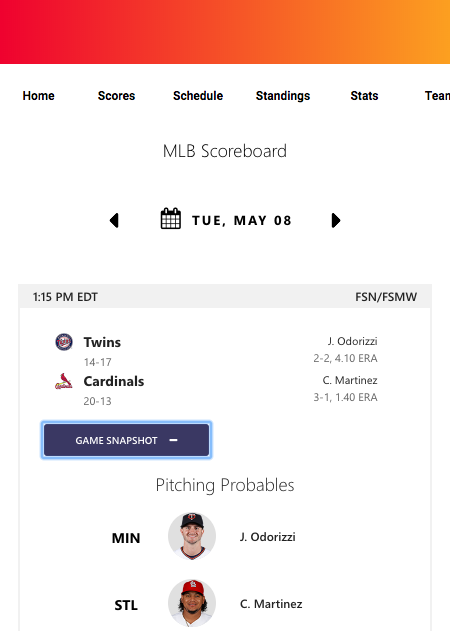 Home Scores Schedule Standings Stats Team
MLB Scoreboard
TUE, MAY 08
1:15 PM EDT FSN/FSMW
Twins J. Odorizzi
14-17 2-2, 4.10 ERA
Cardinals C. Martinez
20-13 3-1, 1.40 ERA
GAME SNAPSHOT
Pitching Probables
MIN J. Odorizzi
STL C. Martinez